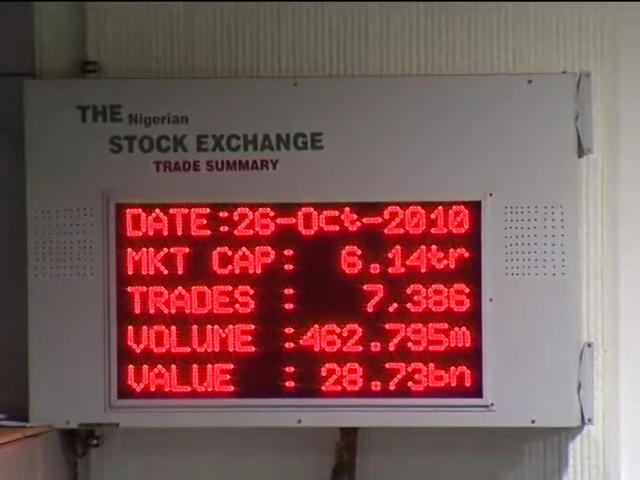 THE Nigerian
STOCK EXCHANGE
TRADE SUMMARY
DATE:26-Oct-2010
MKT CAP: 6.14tr
TRADES : 7,386
VOLUME :462.795m
VALUE : 28.73bn